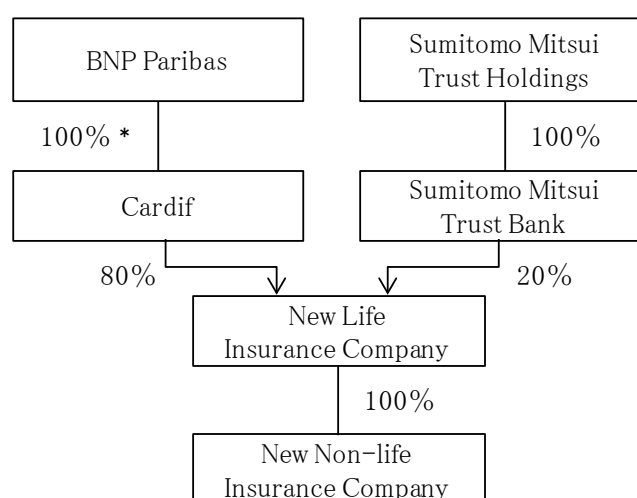 BNP Paribas
Sumitomo Mitsui
Trust Holdings
100% *
100%
Cardif
Sumitomo Mitsui
Trust Bank
80%
20%
New Life
Insurance Company
100%
New Non-life
Insurance Company